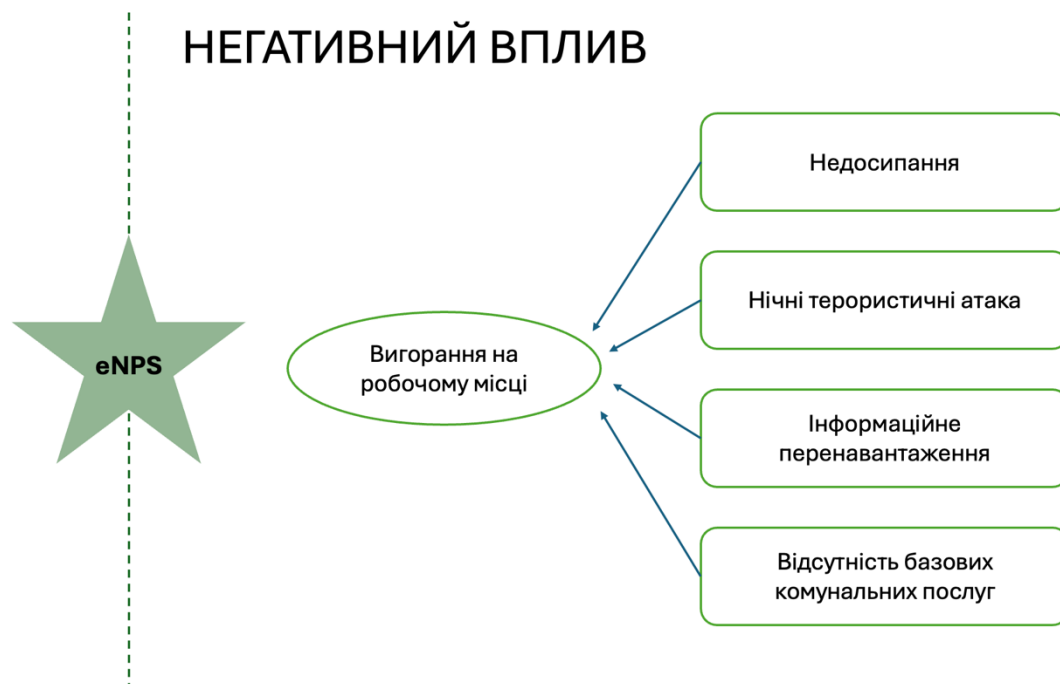 НЕГАТИВНИЙ ВПЛИВ
Недосипання
Нічні терористичні атака
eNPS
Вигорання на
робочому місці
Інформаційне
перенавантаження
Відсутність базових
комунальних послуг